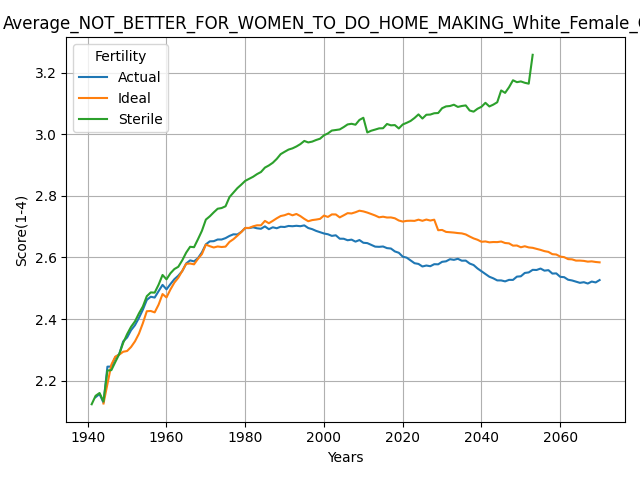 Average_NOT_BETTER_FOR_WOMEN_TO_DO_HOME_MAKING_White_Female_
Fertility
Actual
Ideal
Sterile
Score(1-4)
3.2
3.0
2.8
2.6
2.4
2.2
1940 1960 1980 2000 2020 2040 2060
Years